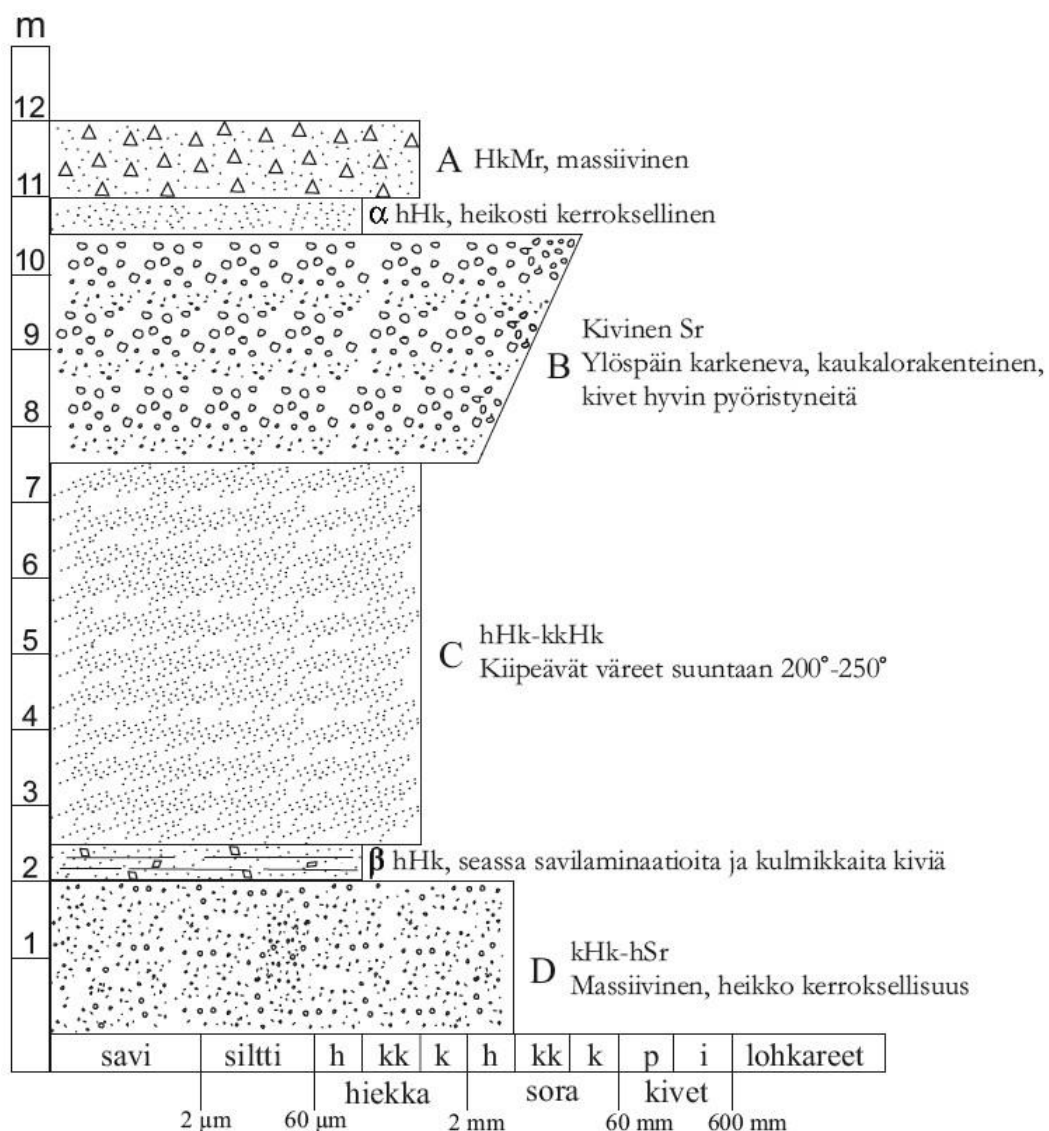 m
12
A HkMr, massiivinen
11
α hHk, heikosti kerroksellinen
10
9
Kivinen Sr
B Ylöspäin karkeneva, kaukalorakenteinen,
kivet hyvin pyöristyneitä
8
7
6
5
hHk-kkHk
C Kiipeävät väreet suuntaan 200°-250°
4
3
2
β hHk, seassa savilaminaatioita ja kulmikkaita kiviä
1
kHk-hSr
D Massiivinen, heikko kerroksellisuus
savi siltti h kk k h kk k p i lohkareet
hiekka sora kivet
2 µm 60 µm 2 mm 60 mm 600 mm